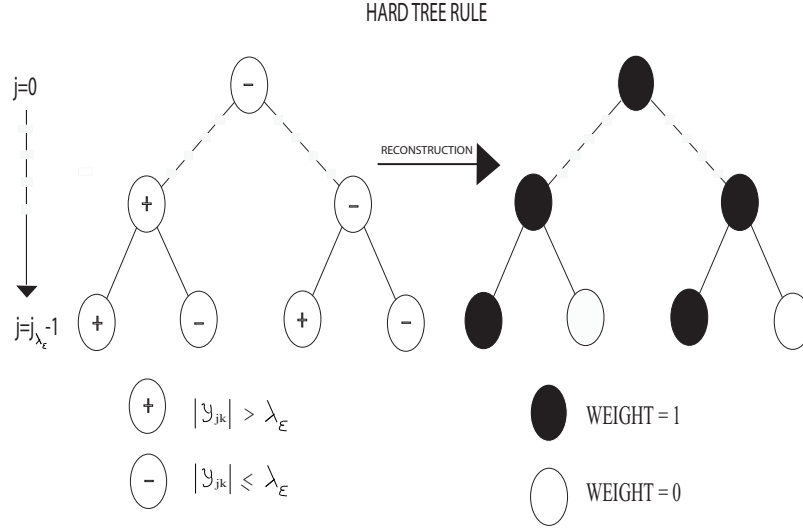 HARD TREE RULE
j=0
-
RECONSTRUCTION
+
-
+
-
+
-
j=j_{λ_ε}-1
+
|y_{jk}| > λ_ε
WEIGHT = 1
-
|y_{jk}| ≤ λ_ε
WEIGHT = 0